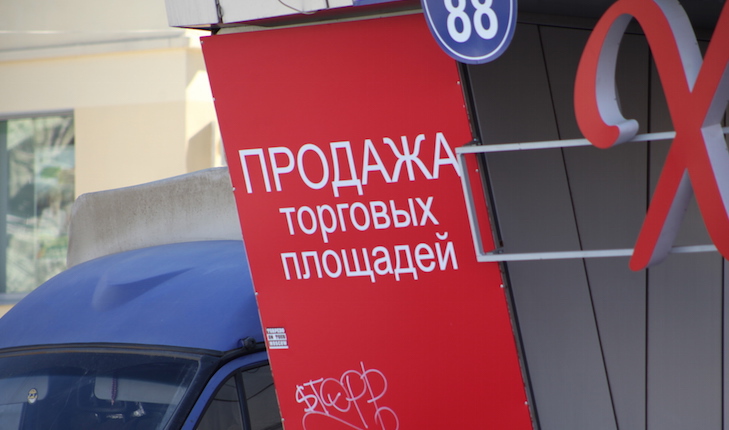 88
Х
ПРОДАЖА
торговых
площадей